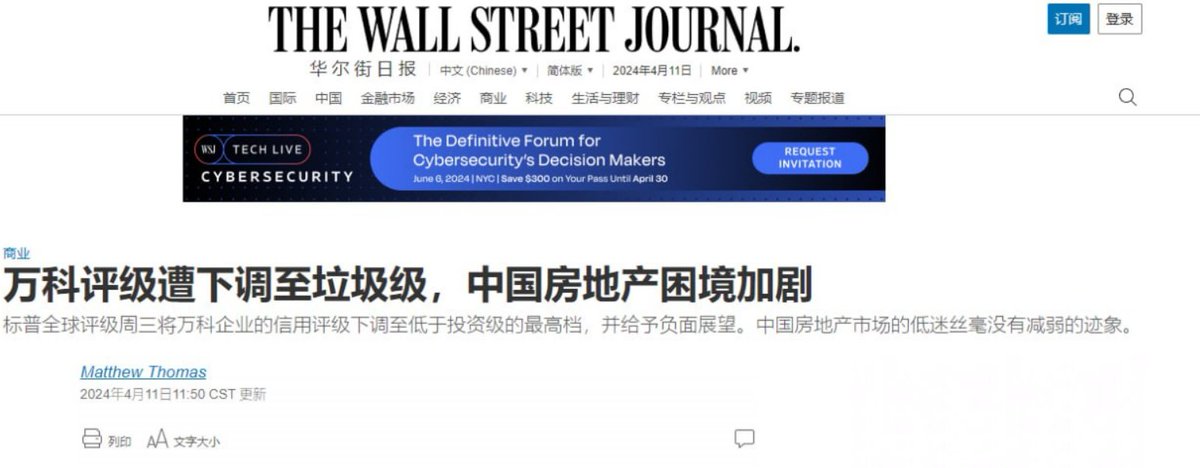 THE WALL STREET JOURNAL.
订阅
登录
华尔街日报 中文 (Chinese) 简体版 2024年4月11日 More
首页 国际 中国 金融市场 经济 商业 科技 生活与理财 专栏与观点 视频 专题报道
WSJ TECH LIVE
CYBERSECURITY
The Definitive Forum for
Cybersecurity's Decision Makers
June 6, 2024 | NYC | Save $300 on Your Pass Until April 30
REQUEST
INVITATION
商业
万科评级遭下调至垃圾级，中国房地产困境加剧
标普全球评级周三将万科企业的信用评级下调至低于投资级的最高档，并给予负面展望。中国房地产市场的低迷丝毫没有减弱的迹象。
Matthew Thomas
2024年4月11日11:50 CST 更新
列印 AA 文字大小